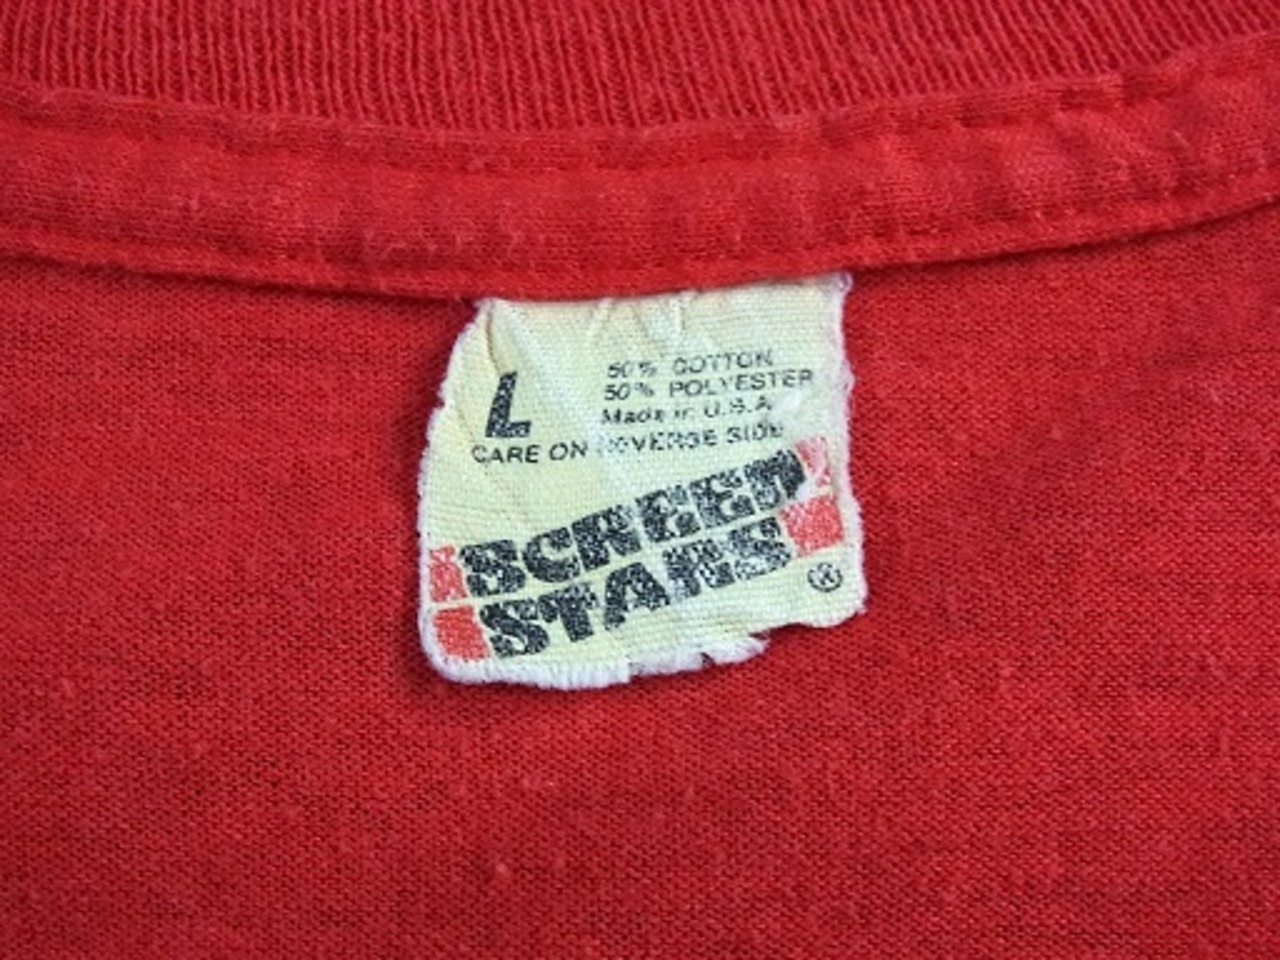 L
50% COTTON
50% POLYESTER
Made in U.S.A.
CARE ON REVERSE SIDE
SCREEN
STARS
®